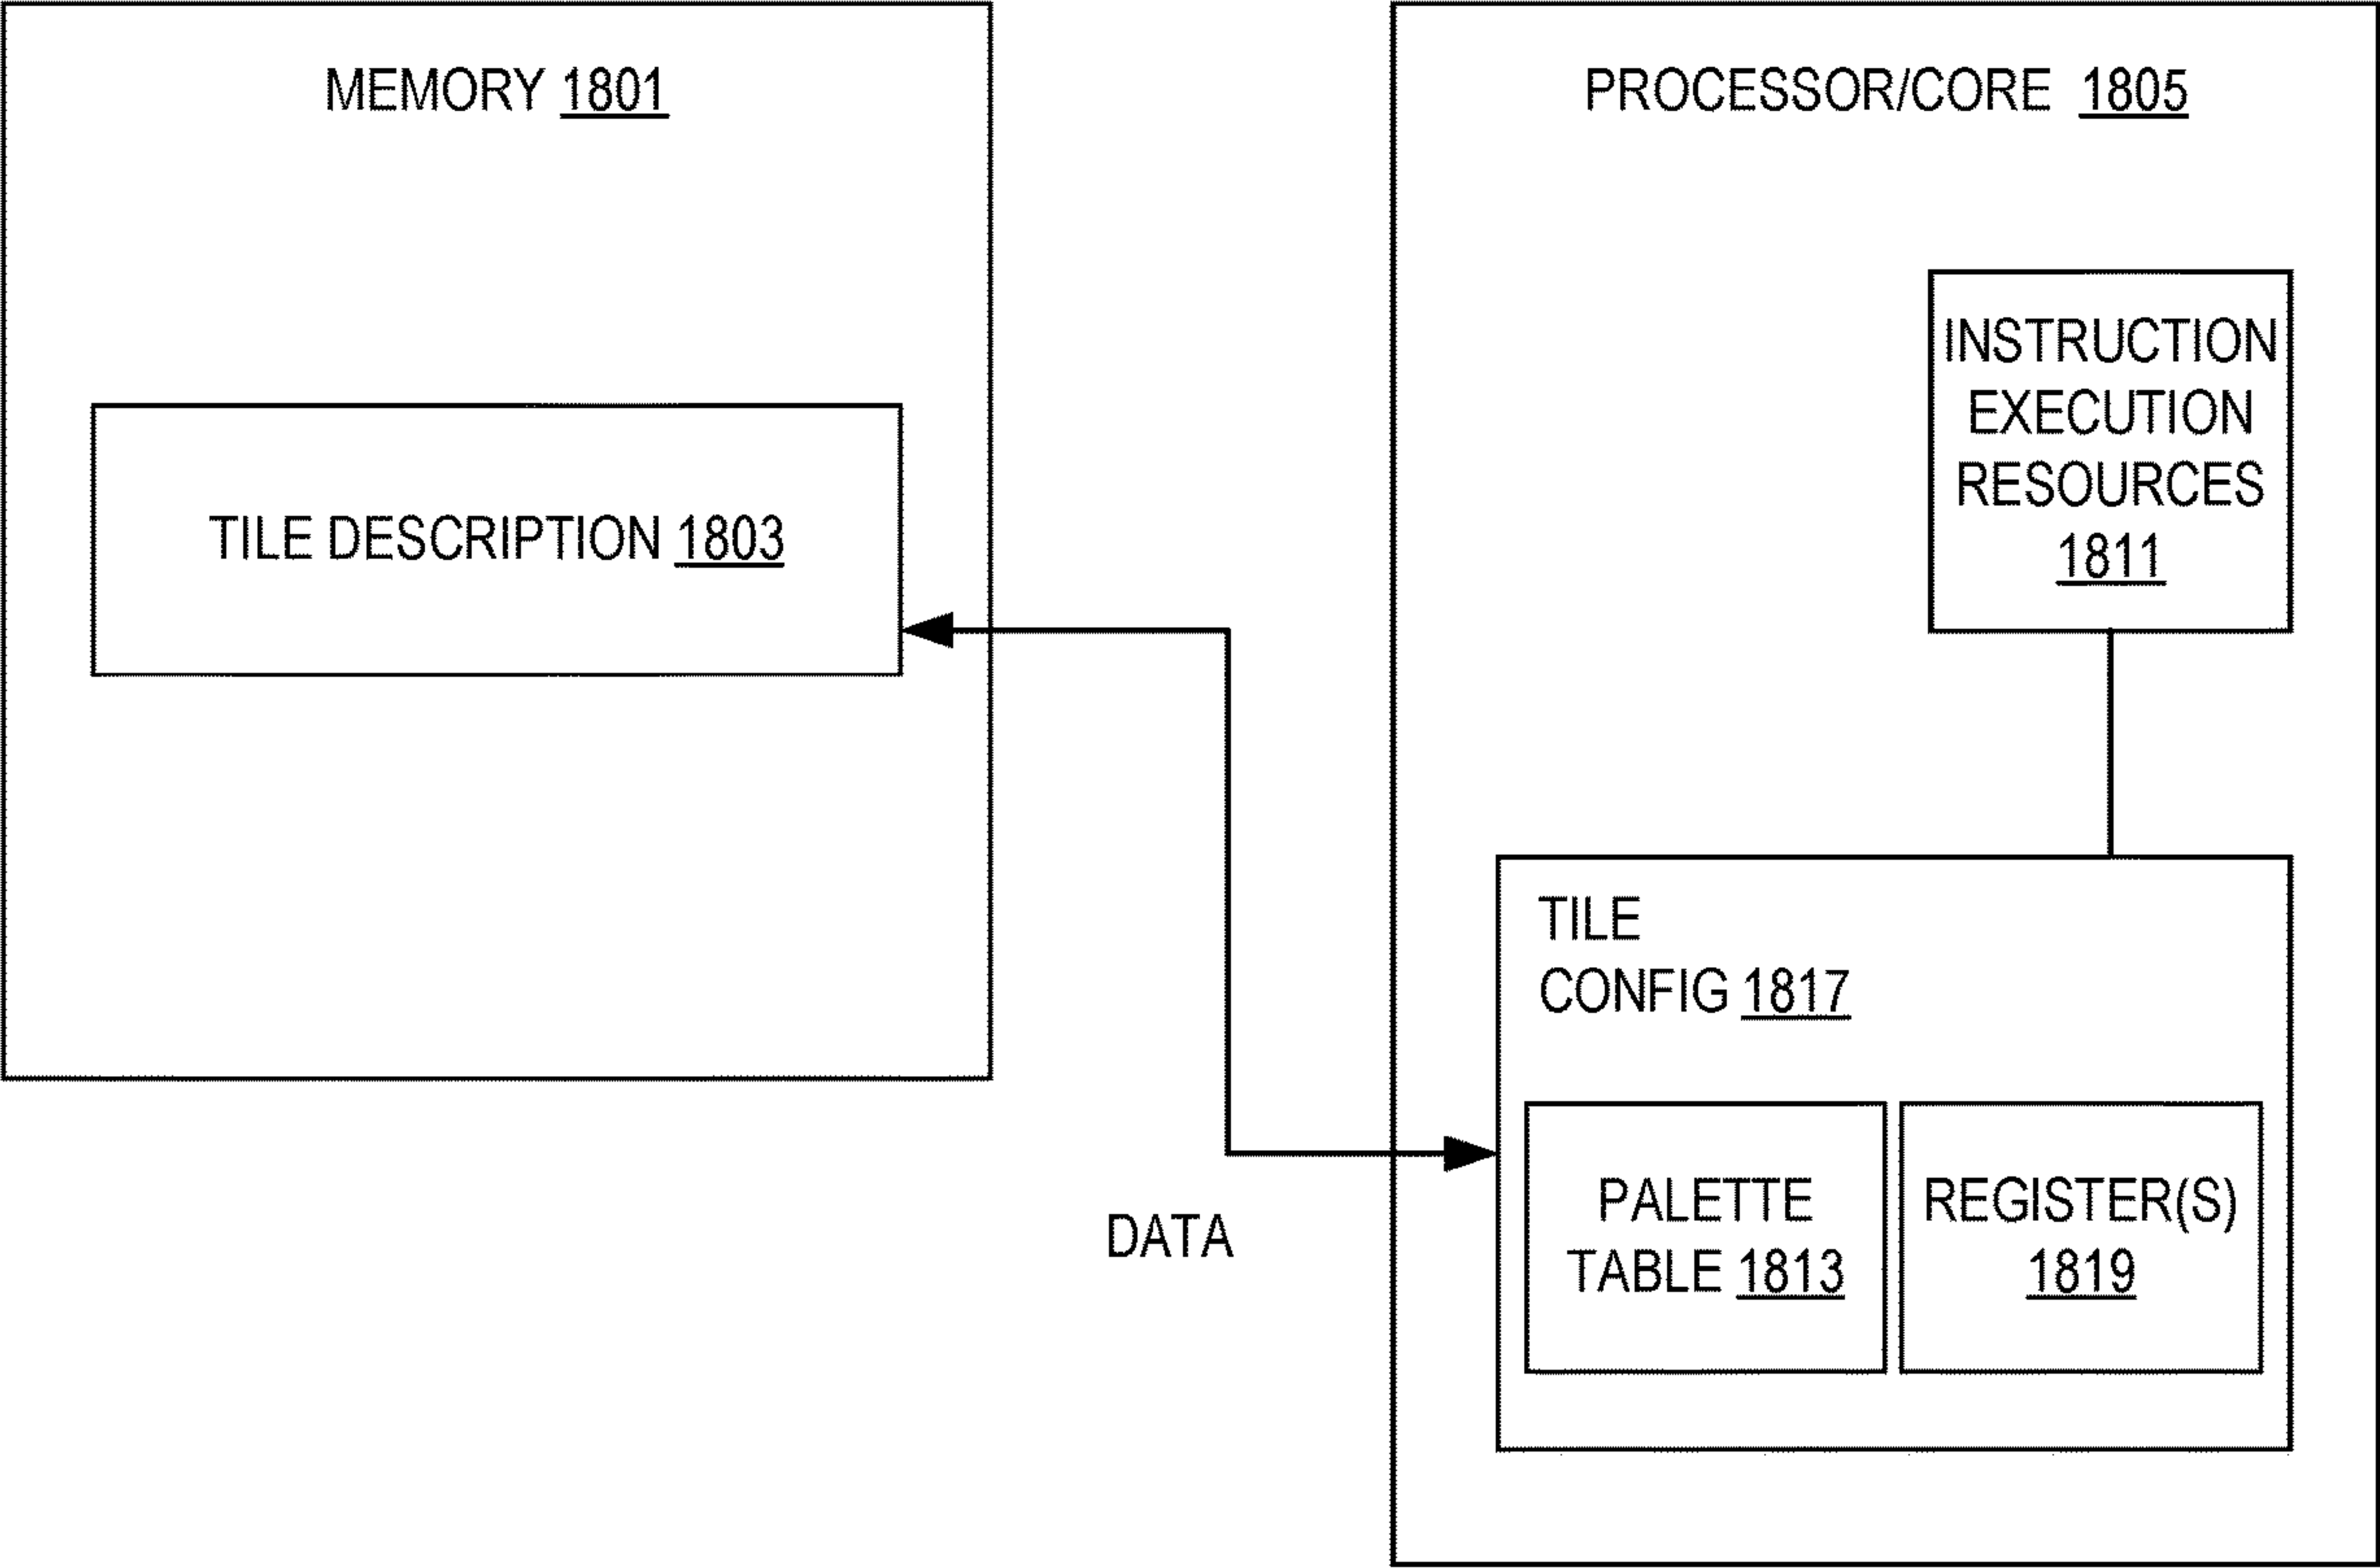 MEMORY 1801
TILE DESCRIPTION 1803
DATA
PROCESSOR/CORE 1805
INSTRUCTION
EXECUTION
RESOURCES
1811
TILE
CONFIG 1817
PALETTE
TABLE 1813
REGISTER(S)
1819